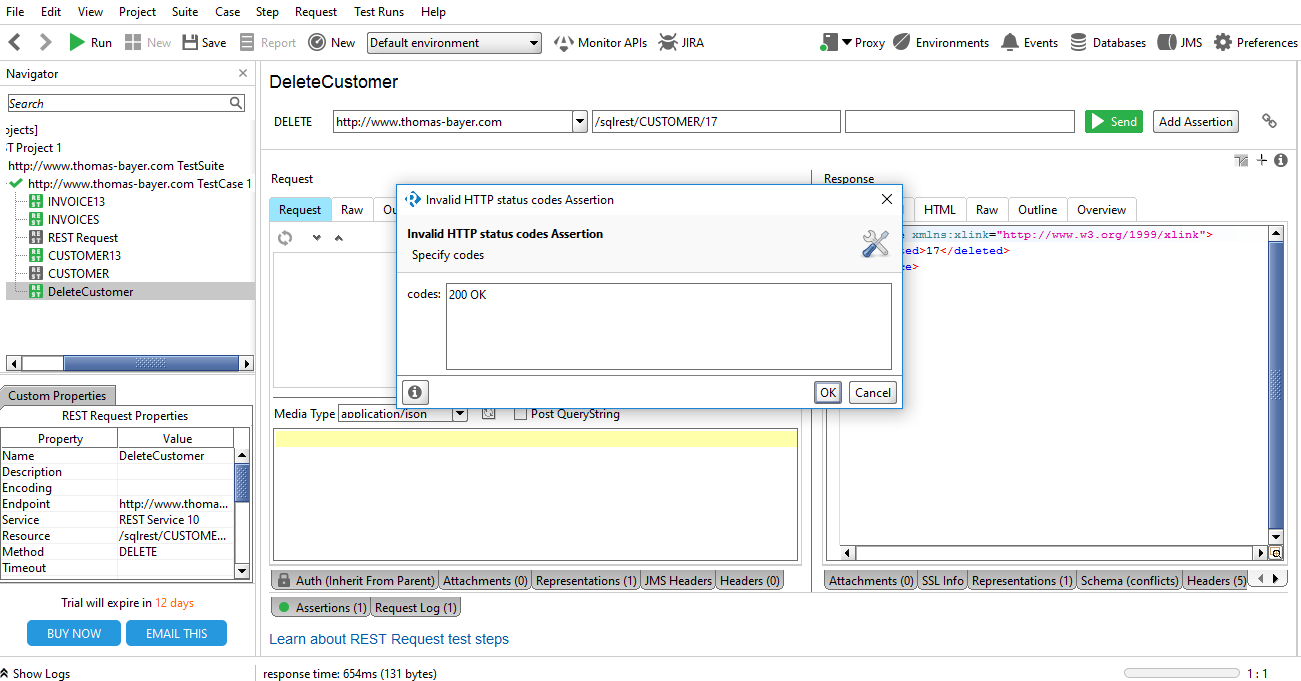 File Edit View Project Suite Case Step Request Test Runs Help
Run New Save Report New Default environment Monitor APIs JIRA Proxy Environments Events Databases JMS Preferences
Navigator
Search
ojects]
T Project 1
http://www.thomas-bayer.com TestSuite
http://www.thomas-bayer.com TestCase 1
INVOICE13
INVOICES
REST Request
CUSTOMER13
CUSTOMER
DeleteCustomer
Custom Properties
REST Request Properties
Property Value
Name DeleteCustomer
Description
Encoding
Endpoint http://www.thoma...
Service REST Service 10
Resource /sqlrest/CUSTOME...
Method DELETE
Timeout
Trial will expire in 12 days
BUY NOW EMAIL THIS
DeleteCustomer
DELETE http://www.thomas-bayer.com /sqlrest/CUSTOMER/17 Send Add Assertion
Request
Request Raw Ou
Invalid HTTP status codes Assertion
Invalid HTTP status codes Assertion
Specify codes
codes: 200 OK
OK Cancel
Media Type application/json Post QueryString
Auth (Inherit From Parent) Attachments (0) Representations (1) JMS Headers Headers (0)
Response
HTML Raw Outline Overview
e xmlns:xlink="http://www.w3.org/1999/xlink">
ed>17</deleted>
e>
Attachments (0) SSL Info Representations (1) Schema (conflicts) Headers (5)
Assertions (1) Request Log (1)
Learn about REST Request test steps
Show Logs response time: 654ms (131 bytes) 1 : 1